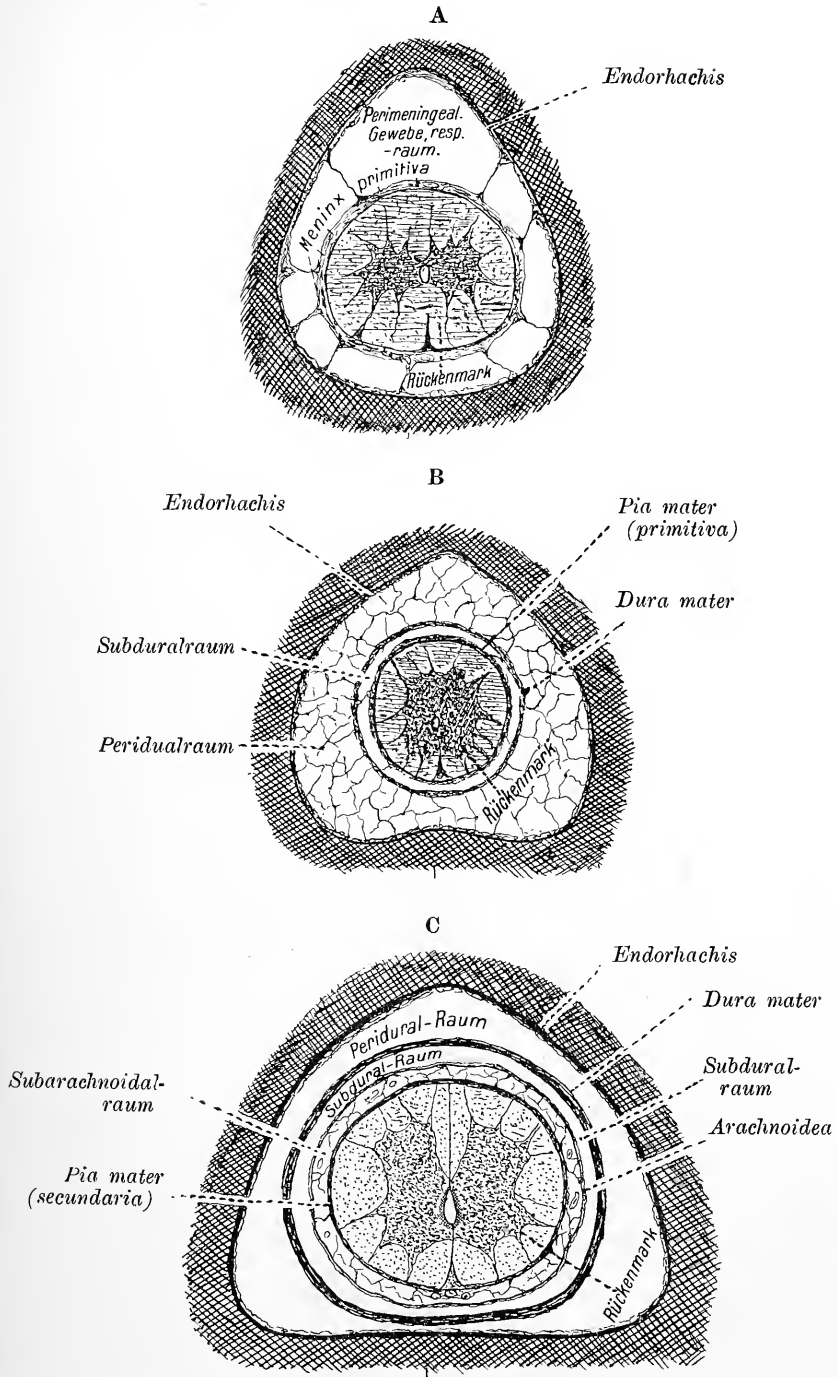 A
Endorhachis
Perimeningeal.
Gewebe, resp.
-raum.
Meninx primitiva
Rückenmark
B
Endorhachis
Pia mater
(primitiva)
Dura mater
Subduralraum
Peridualraum
Rückenmark
C
Endorhachis
Dura mater
Peridural-Raum
Subdural-Raum
Subdural-
raum
Subarachnoidal-
raum
Arachnoidea
Pia mater
(secundaria)
Rückenmark